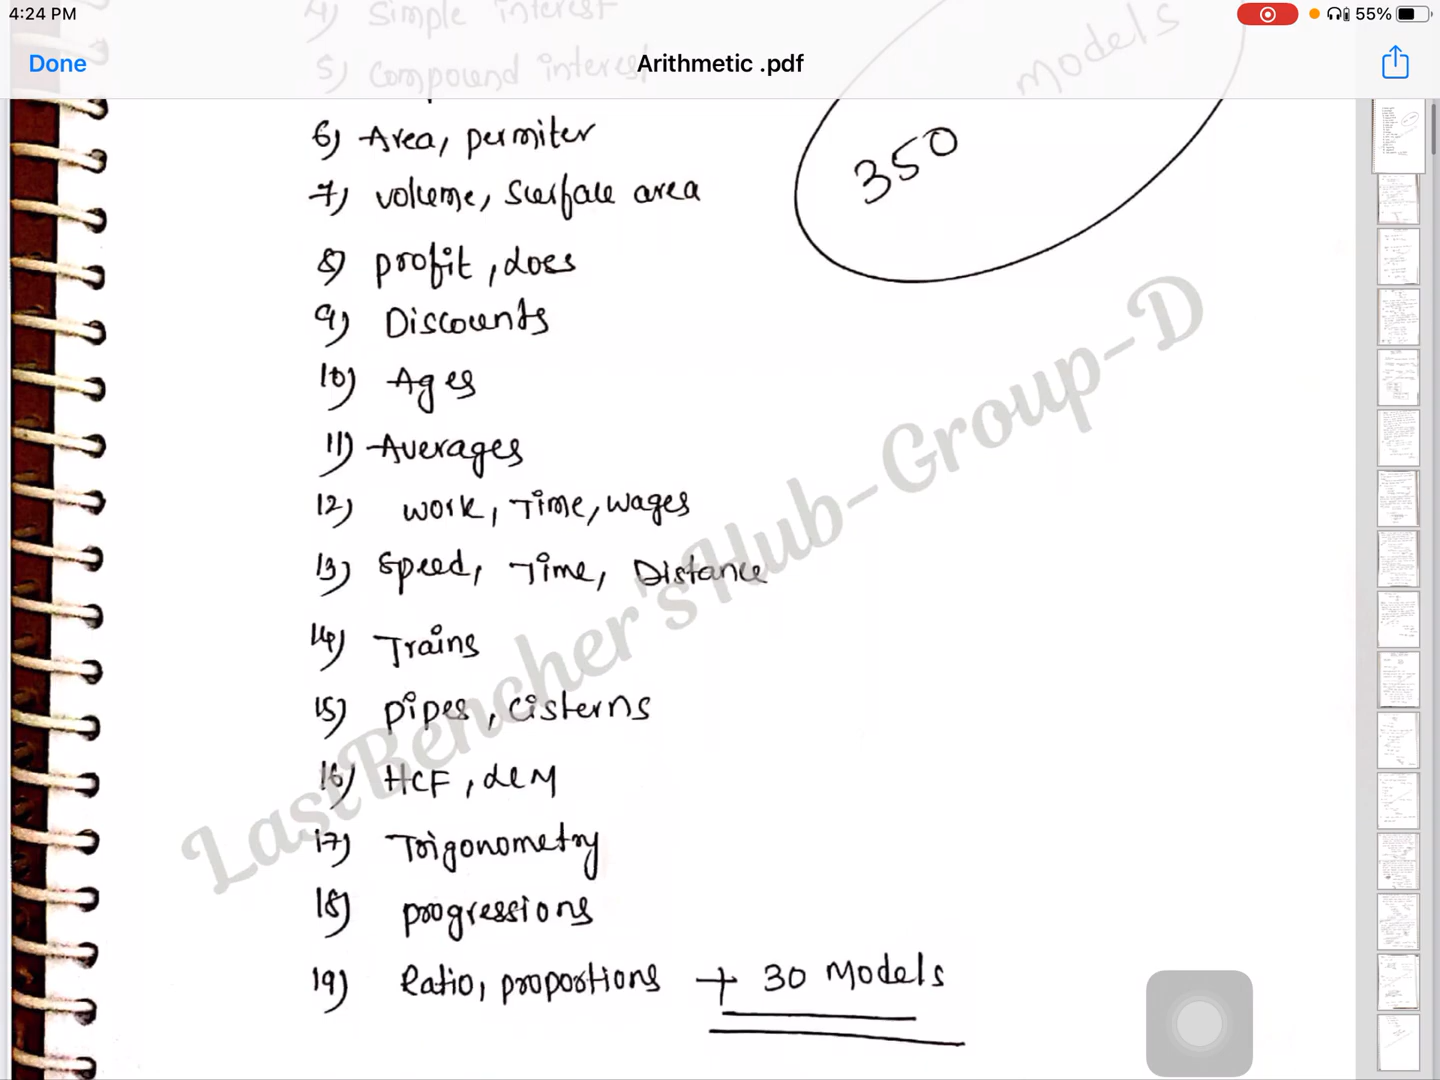 4:24 PM
55%
4) Simple interest
Done
Arithmetic .pdf
5) Compound interest
models
350
6) Area, permiter
7) volume, Surface area
8) profit, Loss
9) Discounts
10) Ages
11) Averages
12) work, Time, wages
13) Speed, Time, Distance
14) Trains
15) pipes, Cisterns
16) HCF, LCM
17) Trigonometry
18) progressions
19) Ratio, proportions + 30 Models
LastBencher'sHub-Group-D